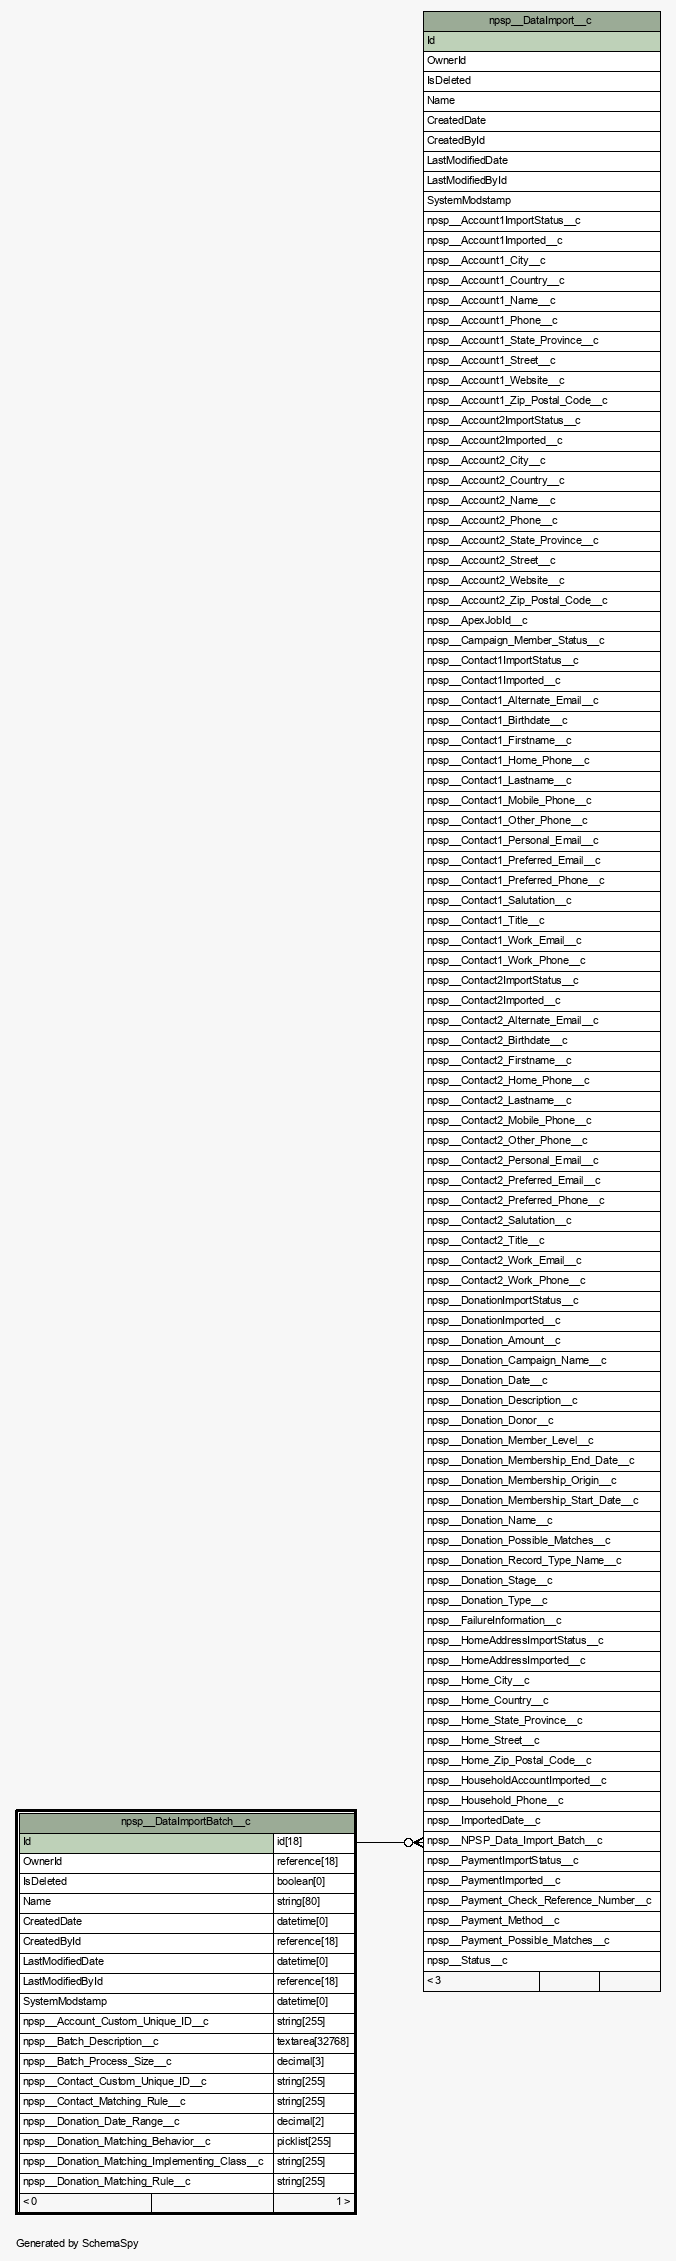 npsp__DataImport__c
Id
OwnerId
IsDeleted
Name
CreatedDate
CreatedById
LastModifiedDate
LastModifiedById
SystemModstamp
npsp__Account1ImportStatus__c
npsp__Account1Imported__c
npsp__Account1_City__c
npsp__Account1_Country__c
npsp__Account1_Name__c
npsp__Account1_Phone__c
npsp__Account1_State_Province__c
npsp__Account1_Street__c
npsp__Account1_Website__c
npsp__Account1_Zip_Postal_Code__c
npsp__Account2ImportStatus__c
npsp__Account2Imported__c
npsp__Account2_City__c
npsp__Account2_Country__c
npsp__Account2_Name__c
npsp__Account2_Phone__c
npsp__Account2_State_Province__c
npsp__Account2_Street__c
npsp__Account2_Website__c
npsp__Account2_Zip_Postal_Code__c
npsp__ApexJobId__c
npsp__Campaign_Member_Status__c
npsp__Contact1ImportStatus__c
npsp__Contact1Imported__c
npsp__Contact1_Alternate_Email__c
npsp__Contact1_Birthdate__c
npsp__Contact1_Firstname__c
npsp__Contact1_Home_Phone__c
npsp__Contact1_Lastname__c
npsp__Contact1_Mobile_Phone__c
npsp__Contact1_Other_Phone__c
npsp__Contact1_Personal_Email__c
npsp__Contact1_Preferred_Email__c
npsp__Contact1_Preferred_Phone__c
npsp__Contact1_Salutation__c
npsp__Contact1_Title__c
npsp__Contact1_Work_Email__c
npsp__Contact1_Work_Phone__c
npsp__Contact2ImportStatus__c
npsp__Contact2Imported__c
npsp__Contact2_Alternate_Email__c
npsp__Contact2_Birthdate__c
npsp__Contact2_Firstname__c
npsp__Contact2_Home_Phone__c
npsp__Contact2_Lastname__c
npsp__Contact2_Mobile_Phone__c
npsp__Contact2_Other_Phone__c
npsp__Contact2_Personal_Email__c
npsp__Contact2_Preferred_Email__c
npsp__Contact2_Preferred_Phone__c
npsp__Contact2_Salutation__c
npsp__Contact2_Title__c
npsp__Contact2_Work_Email__c
npsp__Contact2_Work_Phone__c
npsp__DonationImportStatus__c
npsp__DonationImported__c
npsp__Donation_Amount__c
npsp__Donation_Campaign_Name__c
npsp__Donation_Date__c
npsp__Donation_Description__c
npsp__Donation_Donor__c
npsp__Donation_Member_Level__c
npsp__Donation_Membership_End_Date__c
npsp__Donation_Membership_Origin__c
npsp__Donation_Membership_Start_Date__c
npsp__Donation_Name__c
npsp__Donation_Possible_Matches__c
npsp__Donation_Record_Type_Name__c
npsp__Donation_Stage__c
npsp__Donation_Type__c
npsp__FailureInformation__c
npsp__HomeAddressImportStatus__c
npsp__HomeAddressImported__c
npsp__Home_City__c
npsp__Home_Country__c
npsp__Home_State_Province__c
npsp__Home_Street__c
npsp__Home_Zip_Postal_Code__c
npsp__HouseholdAccountImported__c
npsp__Household_Phone__c
npsp__ImportedDate__c
npsp__NPSP_Data_Import_Batch__c
npsp__PaymentImportStatus__c
npsp__PaymentImported__c
npsp__Payment_Check_Reference_Number__c
npsp__Payment_Method__c
npsp__Payment_Possible_Matches__c
npsp__Status__c
< 3
npsp__DataImportBatch__c
Id id[18]
OwnerId reference[18]
IsDeleted boolean[0]
Name string[80]
CreatedDate datetime[0]
CreatedById reference[18]
LastModifiedDate datetime[0]
LastModifiedById reference[18]
SystemModstamp datetime[0]
npsp__Account_Custom_Unique_ID__c string[255]
npsp__Batch_Description__c textarea[32768]
npsp__Batch_Process_Size__c decimal[3]
npsp__Contact_Custom_Unique_ID__c string[255]
npsp__Contact_Matching_Rule__c string[255]
npsp__Donation_Date_Range__c decimal[2]
npsp__Donation_Matching_Behavior__c picklist[255]
npsp__Donation_Matching_Implementing_Class__c string[255]
npsp__Donation_Matching_Rule__c string[255]
< 0 1 >
Generated by SchemaSpy